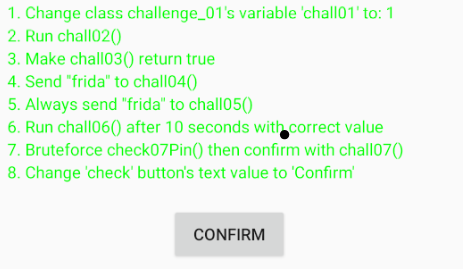 1. Change class challenge_01's variable 'chall01' to: 1
2. Run chall02()
3. Make chall03() return true
4. Send "frida" to chall04()
5. Always send "frida" to chall05()
6. Run chall06() after 10 seconds with correct value
7. Bruteforce check07Pin() then confirm with chall07()
8. Change 'check' button's text value to 'Confirm'
CONFIRM